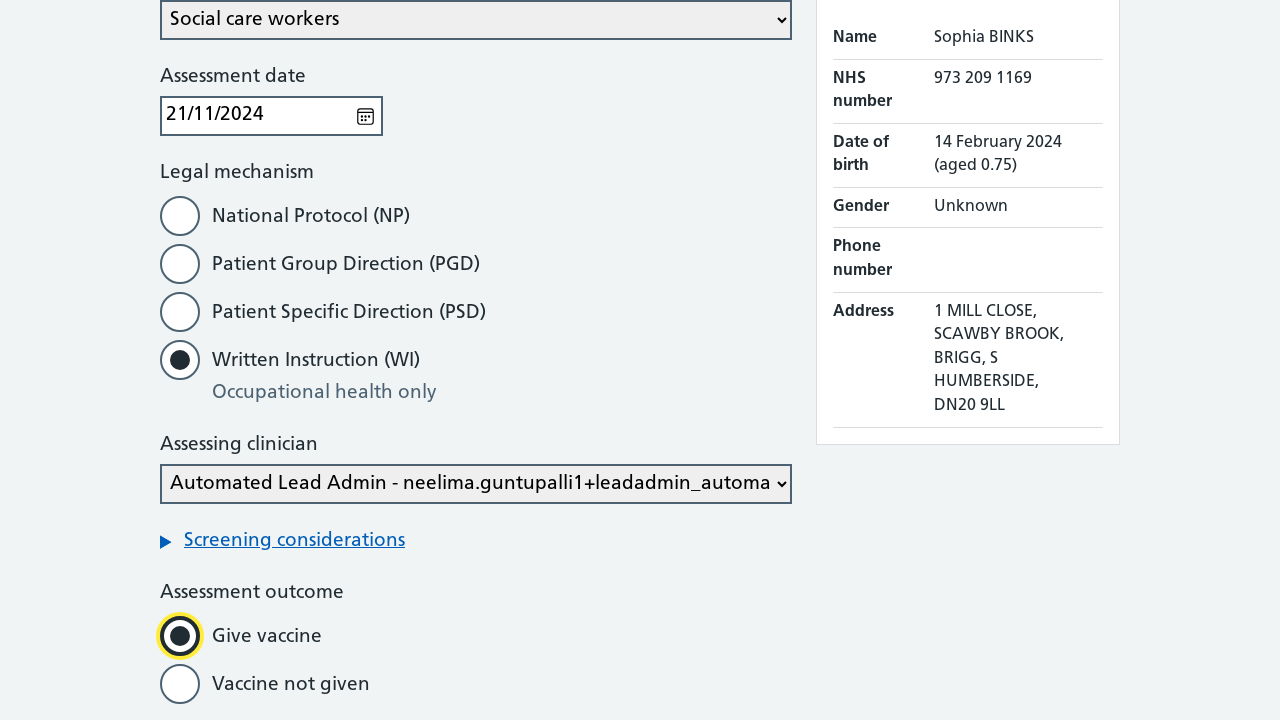 Social care workers
Assessment date
21/11/2024
Legal mechanism
National Protocol (NP)
Patient Group Direction (PGD)
Patient Specific Direction (PSD)
Written Instruction (WI)
Occupational health only
Assessing clinician
Automated Lead Admin - neelima.guntupalli1+leadadmin_automa
Screening considerations
Assessment outcome
Give vaccine
Vaccine not given
Name Sophia BINKS
NHS number 973 209 1169
Date of birth 14 February 2024 (aged 0.75)
Gender Unknown
Phone number
Address 1 MILL CLOSE,
SCAWBY BROOK,
BRIGG, S
HUMBERSIDE,
DN20 9LL